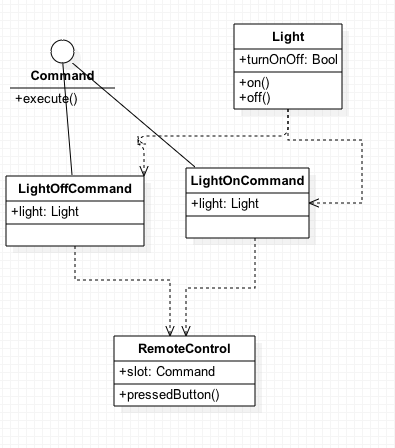 Command
+execute()
Light
+turnOnOff: Bool
+on()
+off()
LightOffCommand
+light: Light
LightOnCommand
+light: Light
RemoteControl
+slot: Command
+pressedButton()